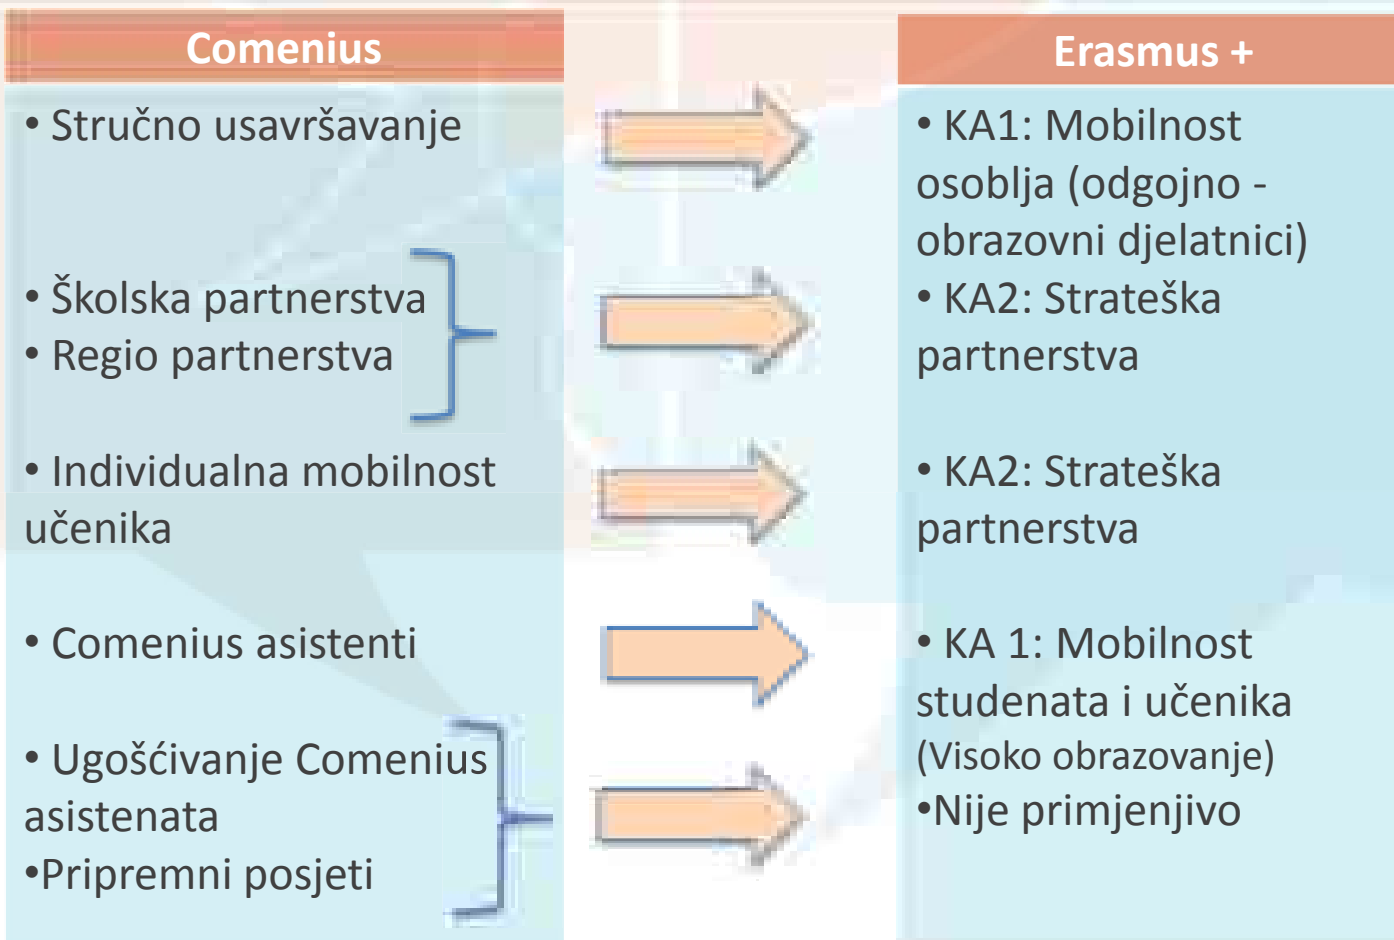 Comenius
• Stručno usavršavanje
• Školska partnerstva
• Regio partnerstva
• Individualna mobilnost
učenika
• Comenius asistenti
• Ugošćivanje Comenius
asistenata
•Pripremni posjeti
Erasmus +
• KA1: Mobilnost
osoblja (odgojno -
obrazovni djelatnici)
• KA2: Strateška
partnerstva
• KA2: Strateška
partnerstva
• KA 1: Mobilnost
studenata i učenika
(Visoko obrazovanje)
•Nije primjenjivo